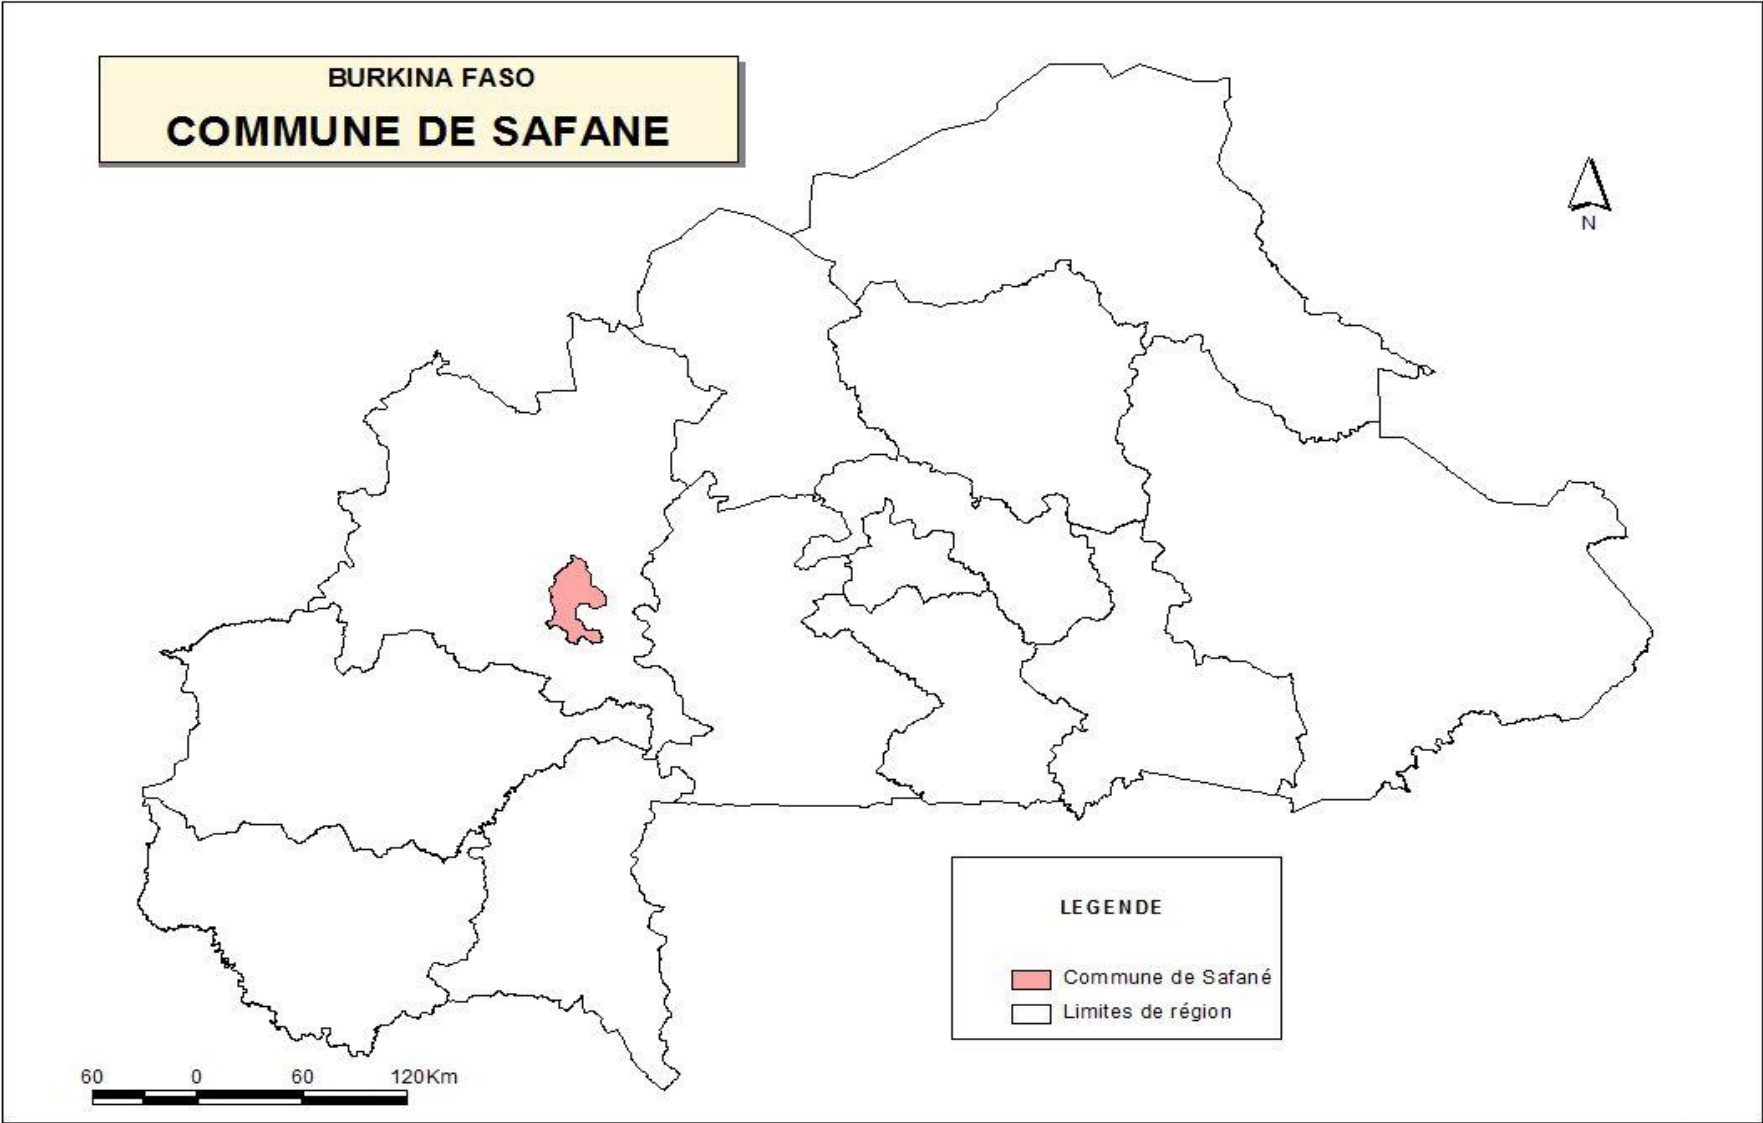 BURKINA FASO
COMMUNE DE SAFANE
N
LEGENDE
Commune de Safané
Limites de région
60 0 60 120Km